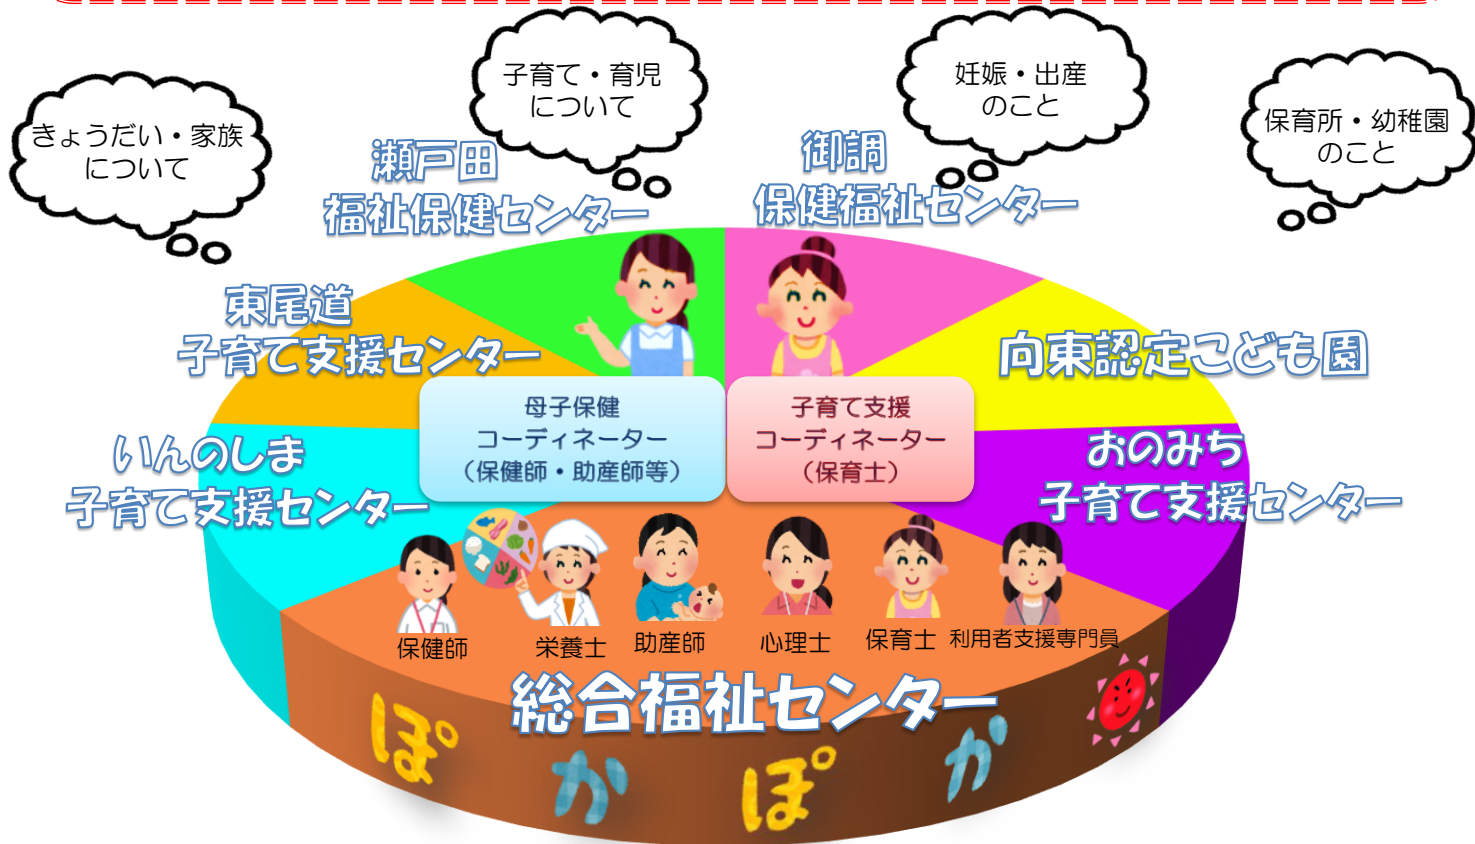 子育て・育児
について
妊娠・出産
のこと
きょうだい・家族
について
保育所・幼稚園
のこと
瀬戸田
福祉保健センター
御調
保健福祉センター
東尾道
子育て支援センター
向東認定こども園
いんのしま
子育て支援センター
おのみち
子育て支援センター
母子保健
コーディネーター
（保健師・助産師等）
子育て支援
コーディネーター
（保育士）
保健師
栄養士
助産師
心理士
保育士
利用者支援専門員
総合福祉センター
ぽかぽか